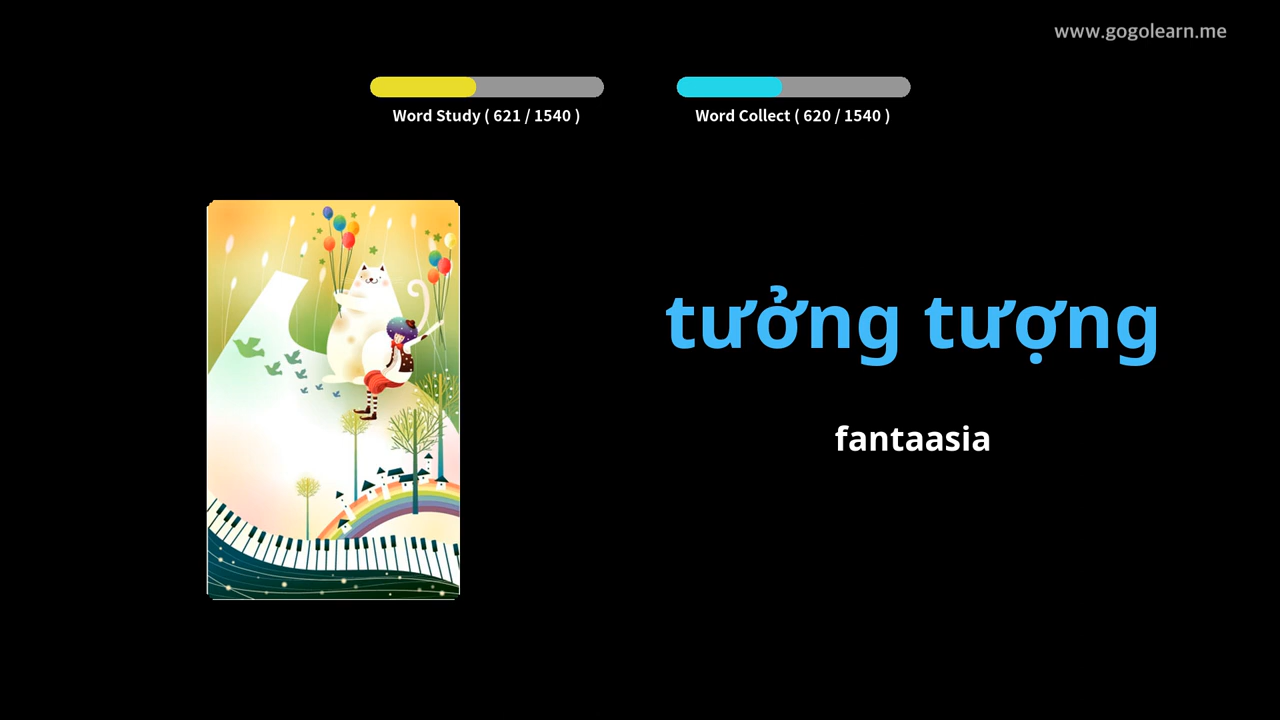 www.gogolearn.me
Word Study ( 621 / 1540 )
Word Collect ( 620 / 1540 )
tưởng tượng
fantaasia